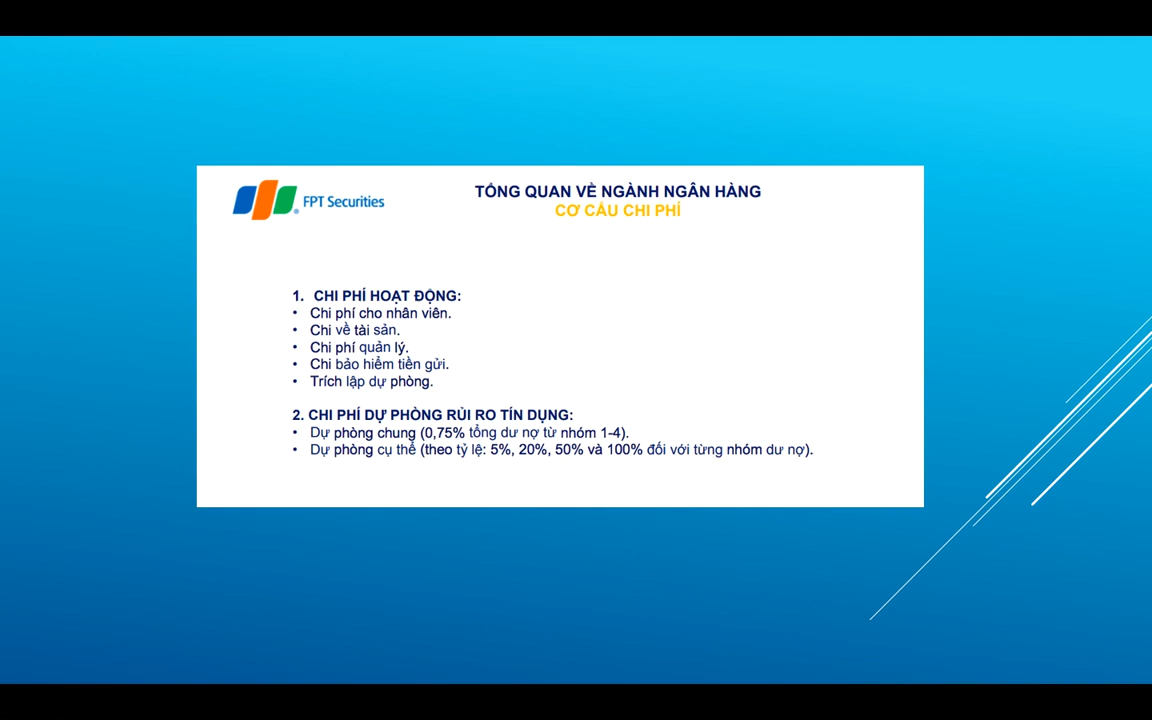 FPT Securities
TỔNG QUAN VỀ NGÀNH NGÂN HÀNG
CƠ CẤU CHI PHÍ
1. CHI PHÍ HOẠT ĐỘNG:
• Chi phí cho nhân viên.
• Chi về tài sản.
• Chi phí quản lý.
• Chi bảo hiểm tiền gửi.
• Trích lập dự phòng.
2. CHI PHÍ DỰ PHÒNG RỦI RO TÍN DỤNG:
• Dự phòng chung (0,75% tổng dư nợ từ nhóm 1-4).
• Dự phòng cụ thể (theo tỷ lệ: 5%, 20%, 50% và 100% đối với từng nhóm dư nợ).